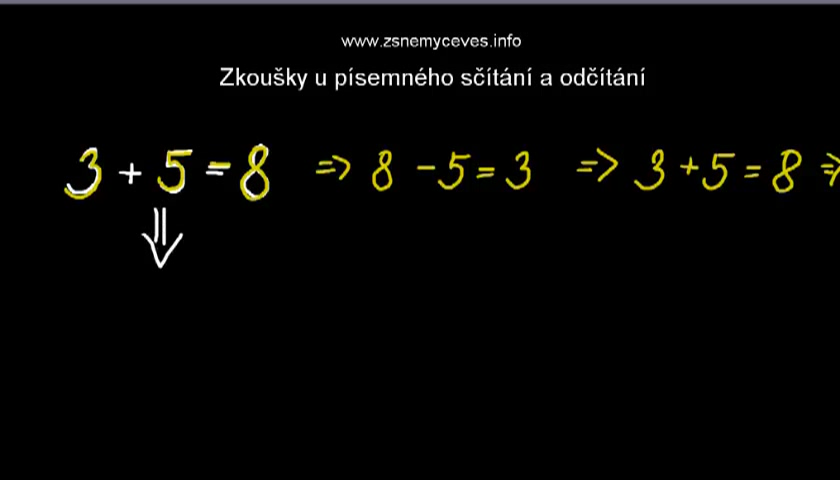 www.zsnemyceves.info
Zkoušky u písemného sčítání a odčítání
3 + 5 = 8 => 8 - 5 = 3 => 3 + 5 = 8 =>